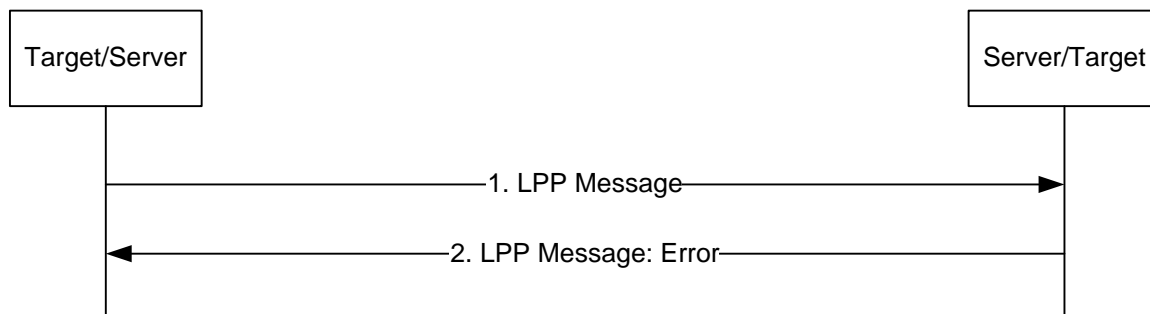 Target/Server
Server/Target
1. LPP Message
2. LPP Message: Error